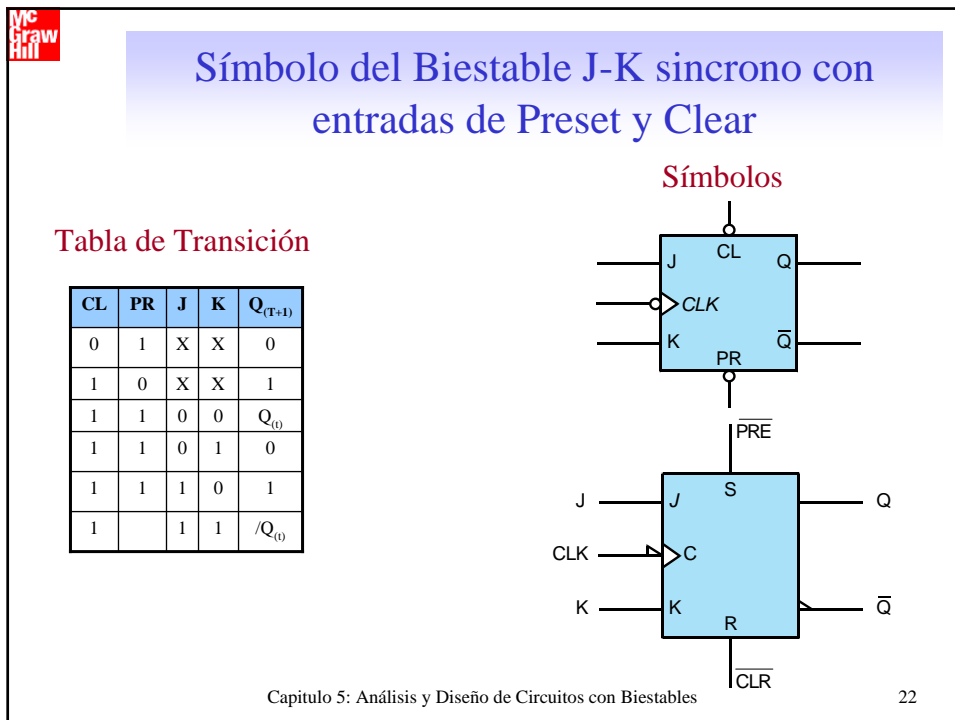 Mc
Graw
Hill
Símbolo del Biestable J-K sincrono con
entradas de Preset y Clear
Símbolos
Tabla de Transición
CL PR J K Q(T+1)
0 1 X X 0
1 0 X X 1
1 1 0 0 Q(t)
1 1 0 1 0
1 1 1 0 1
1 1 1 /Q(t)
CL
J Q
CLK
K Q̅
PR
P̅R̅E̅
S
J J Q
CLK C
K K Q̅
R
C̅L̅R̅
Capitulo 5: Análisis y Diseño de Circuitos con Biestables 22